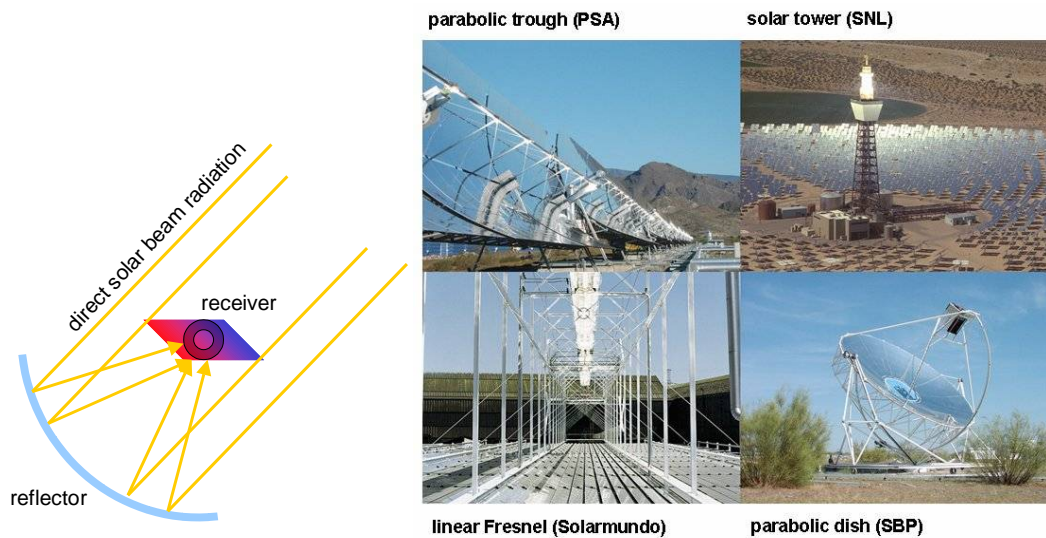 parabolic trough (PSA)
solar tower (SNL)
direct solar beam radiation
receiver
reflector
linear Fresnel (Solarmundo)
parabolic dish (SBP)